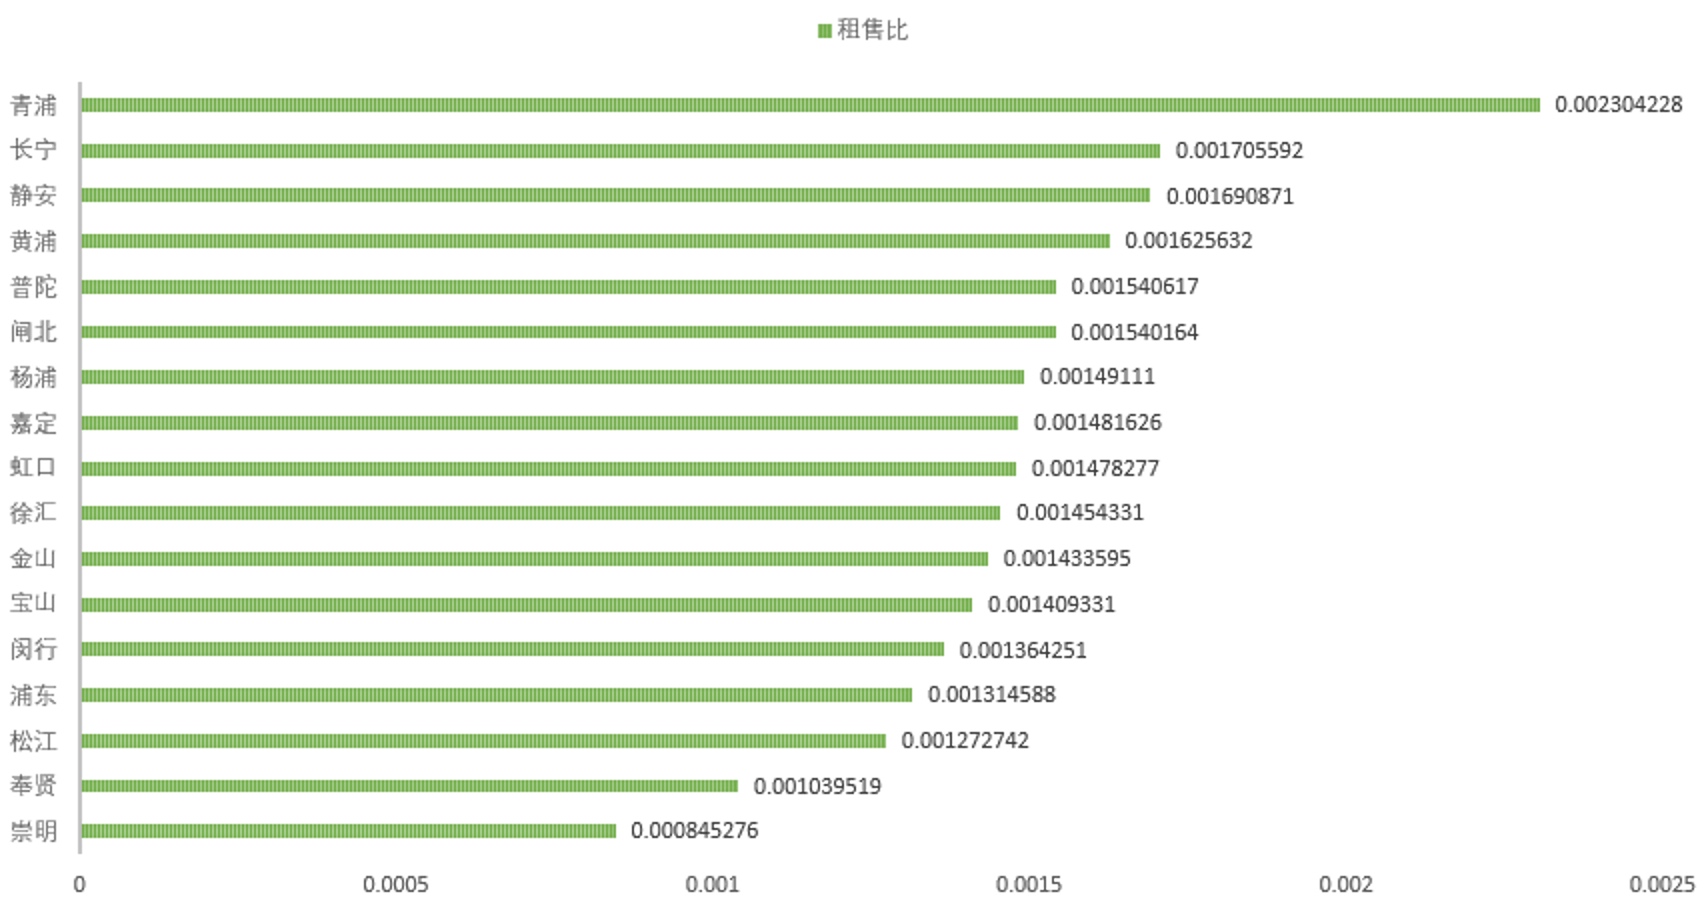 租售比
青浦 0.002304228
长宁 0.001705592
静安 0.001690871
黄浦 0.001625632
普陀 0.001540617
闸北 0.001540164
杨浦 0.00149111
嘉定 0.001481626
虹口 0.001478277
徐汇 0.001454331
金山 0.001433595
宝山 0.001409331
闵行 0.001364251
浦东 0.001314588
松江 0.001272742
奉贤 0.001039519
崇明 0.000845276
0 0.0005 0.001 0.0015 0.002 0.0025